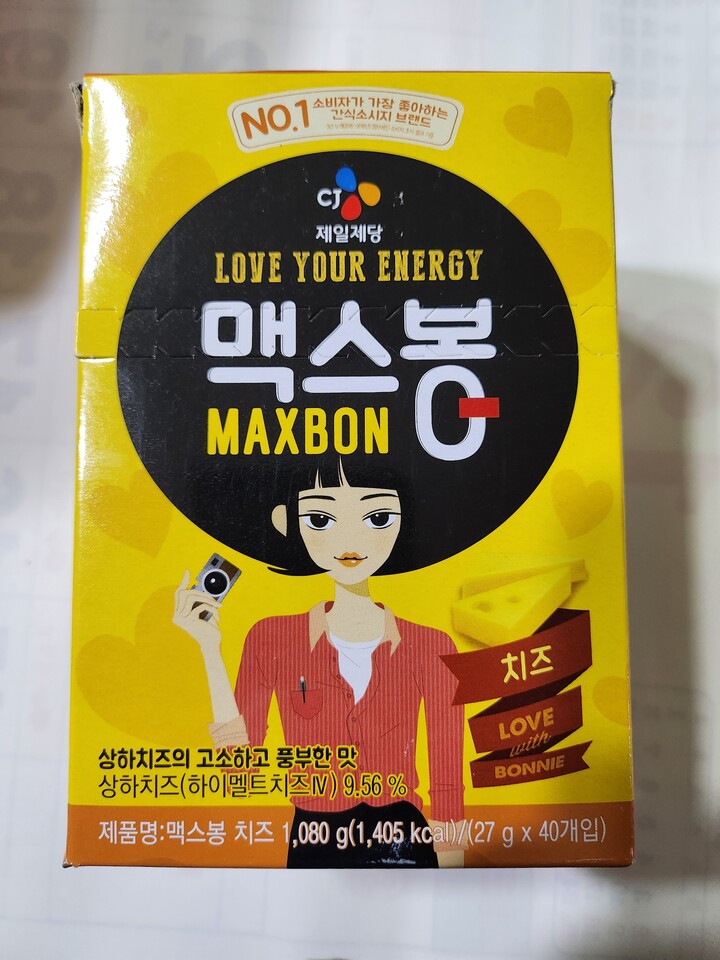 NO.1 소비자가 가장 좋아하는
간식소시지 브랜드
CJ
제일제당
LOVE YOUR ENERGY
맥스봉
MAXBON
치즈
LOVE
with
BONNIE
상하치즈의 고소하고 풍부한 맛
상하치즈(하이멜트치즈Ⅳ) 9.56 %
제품명:맥스봉 치즈 1,080 g(1,405 kcal)/(27 g x 40개입)